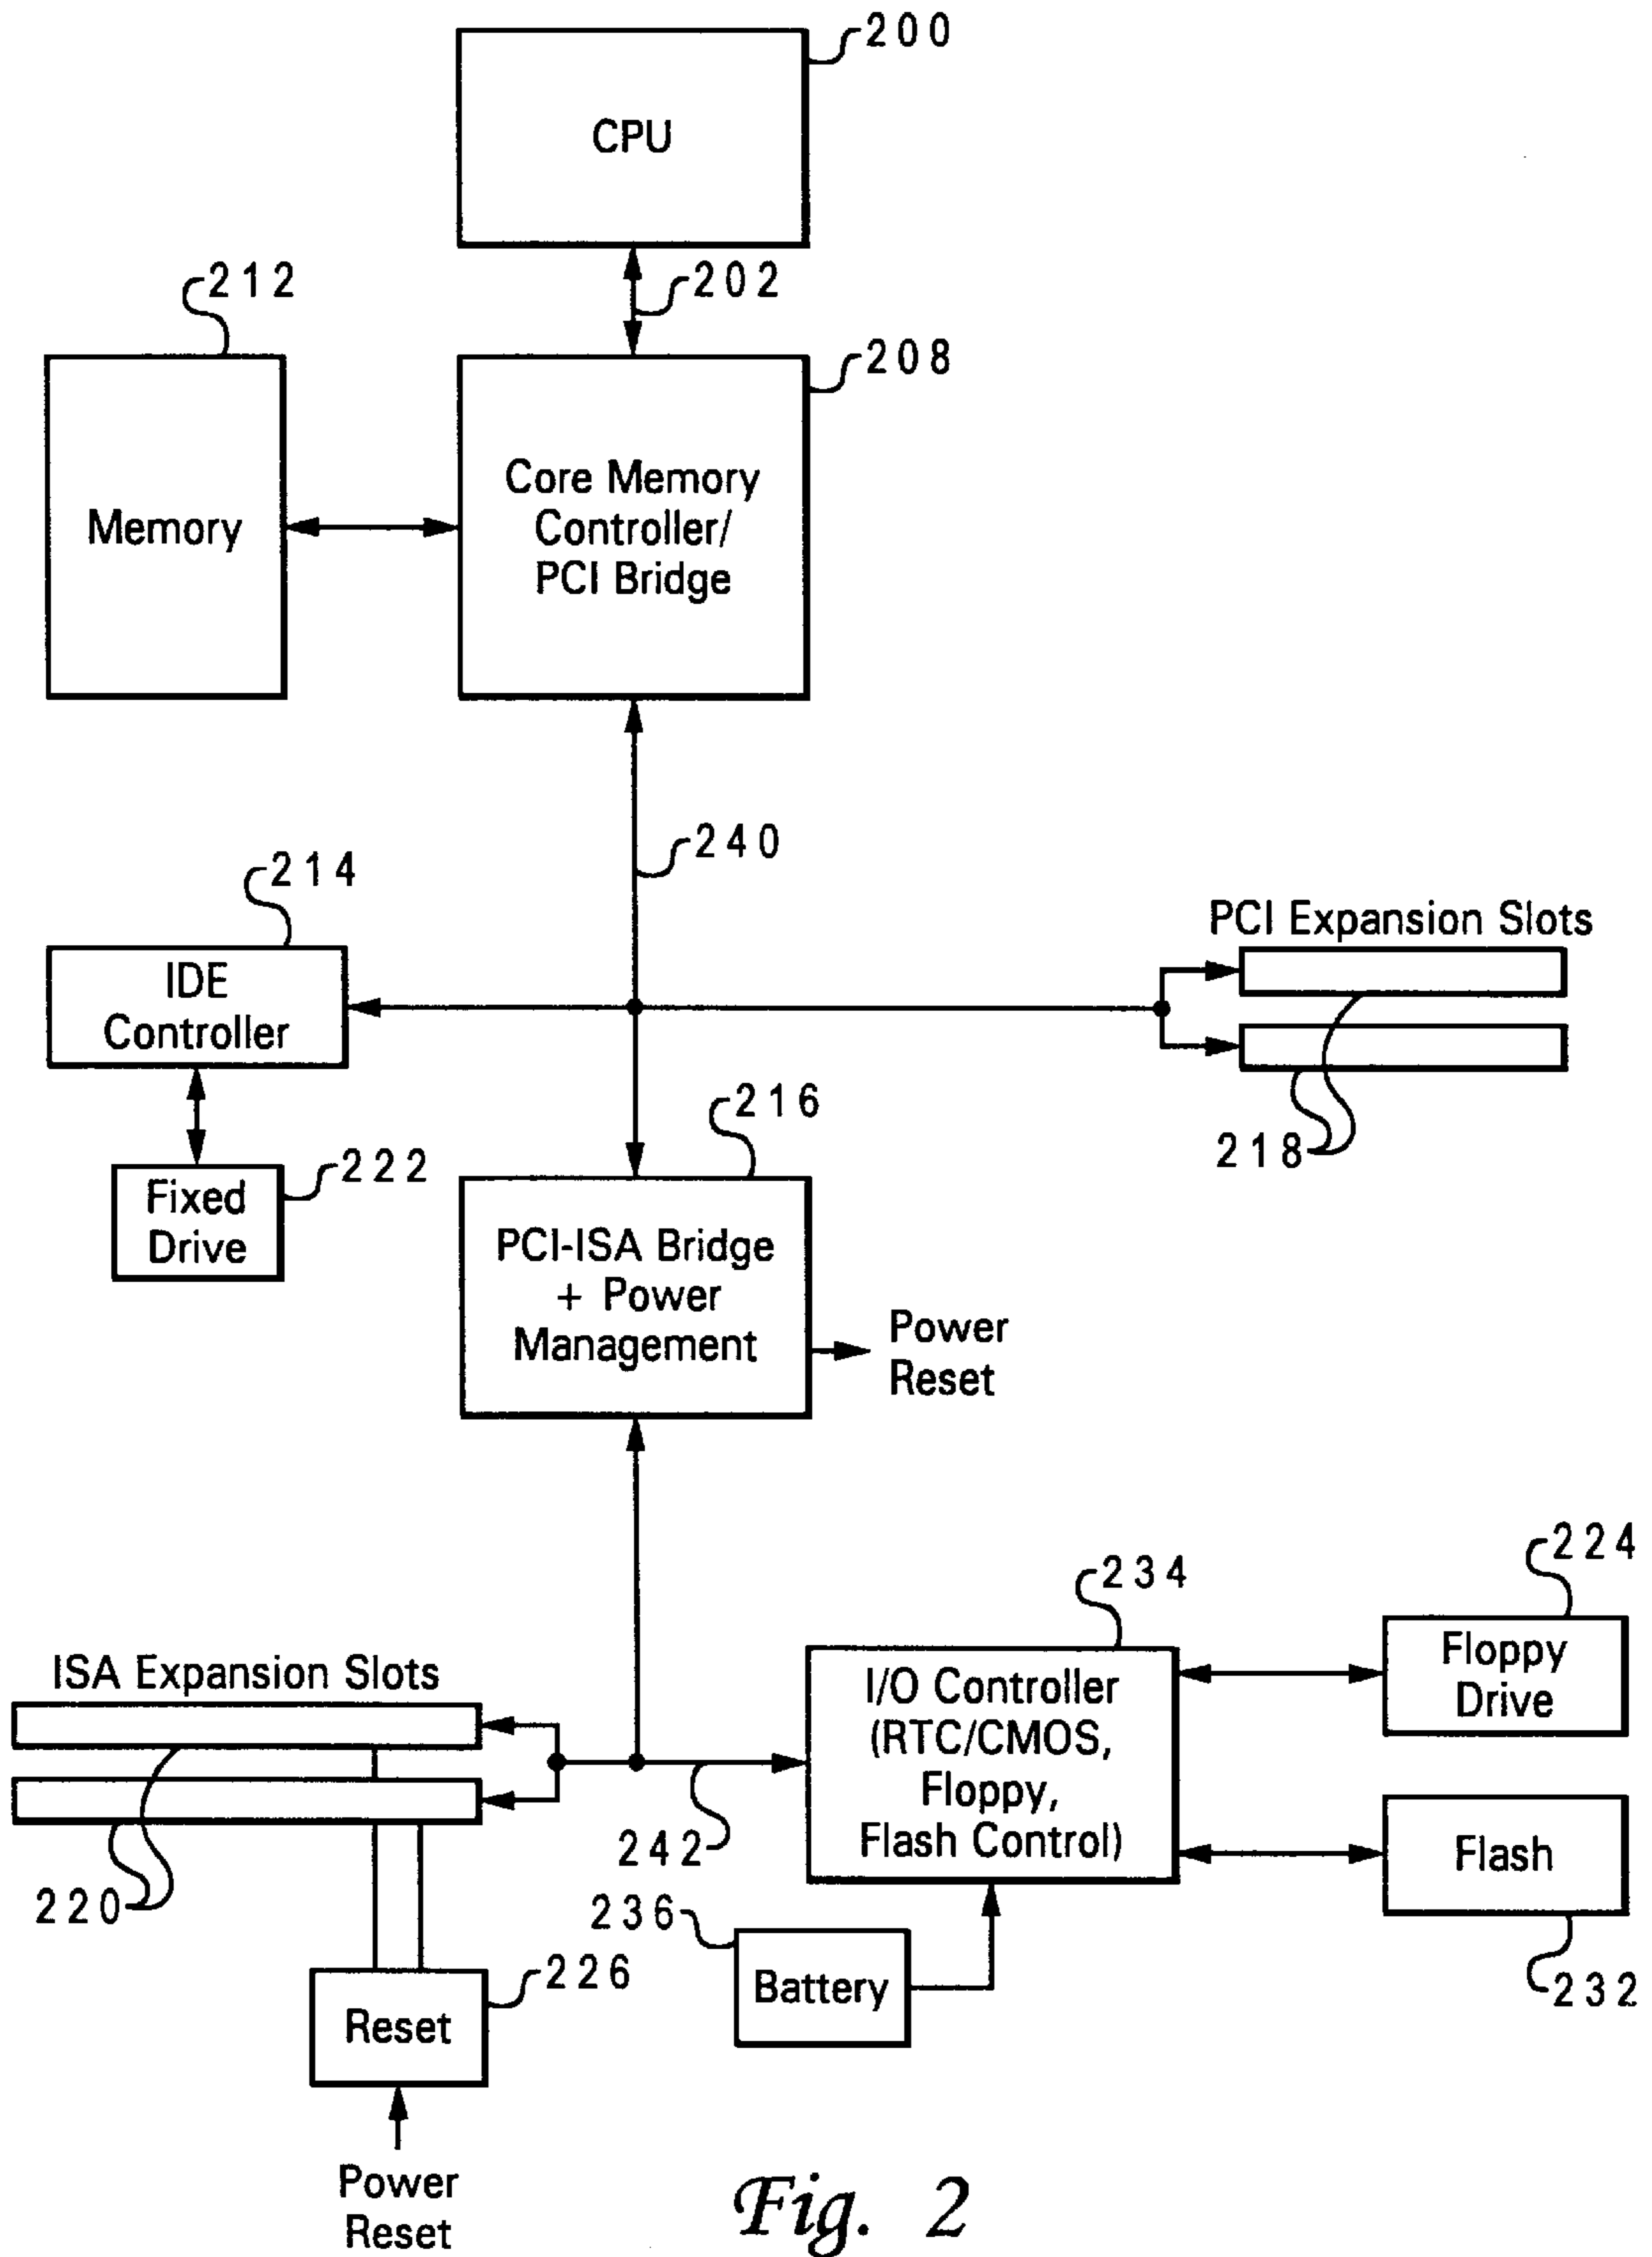 200
CPU
202
212
208
Memory
Core Memory
Controller/
PCI Bridge
240
214
IDE
Controller
PCI Expansion Slots
218
216
222
Fixed
Drive
PCI-ISA Bridge
+ Power
Management
Power
Reset
234
224
ISA Expansion Slots
I/O Controller
(RTC/CMOS,
Floppy,
Flash Control)
Floppy
Drive
242
Flash
220
236
232
226
Battery
Reset
Power
Reset
Fig. 2